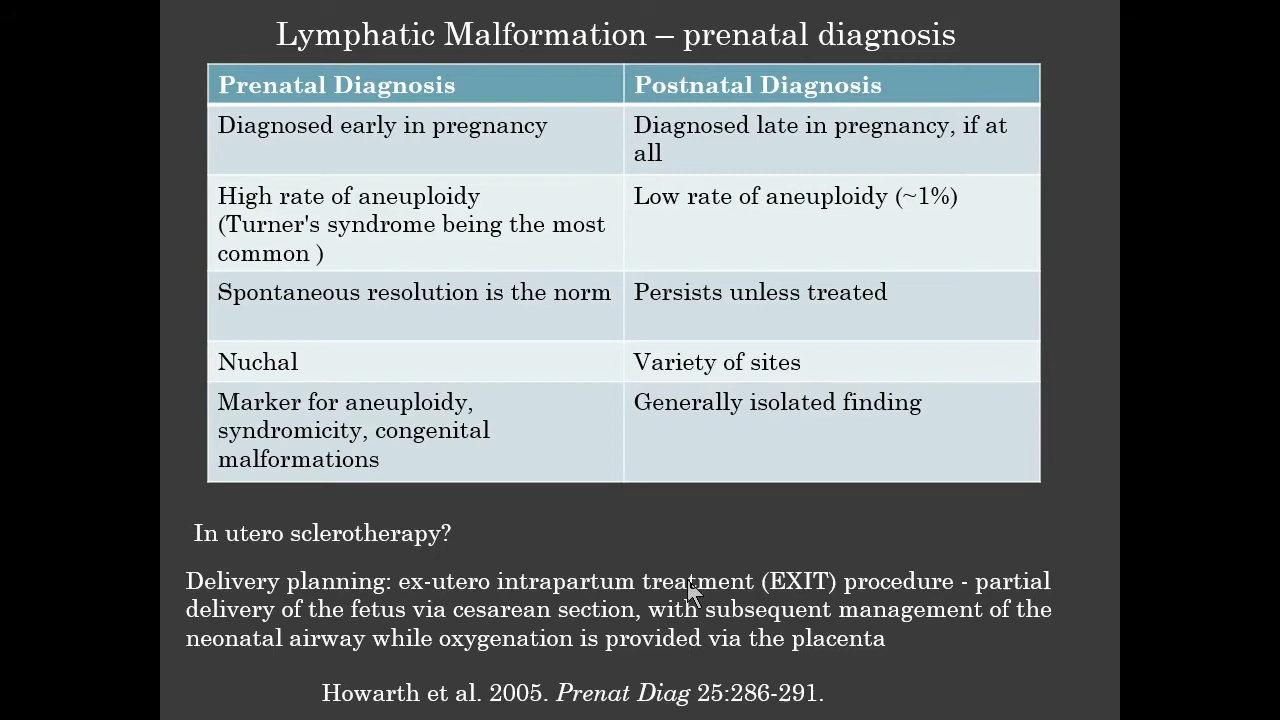 Lymphatic Malformation – prenatal diagnosis
Prenatal Diagnosis
Postnatal Diagnosis
Diagnosed early in pregnancy
Diagnosed late in pregnancy, if at
all
High rate of aneuploidy
(Turner's syndrome being the most
common )
Low rate of aneuploidy (~1%)
Spontaneous resolution is the norm
Persists unless treated
Nuchal
Variety of sites
Marker for aneuploidy,
syndromicity, congenital
malformations
Generally isolated finding
In utero sclerotherapy?
Delivery planning: ex-utero intrapartum treatment (EXIT) procedure - partial
delivery of the fetus via cesarean section, with subsequent management of the
neonatal airway while oxygenation is provided via the placenta
Howarth et al. 2005. Prenat Diag 25:286-291.